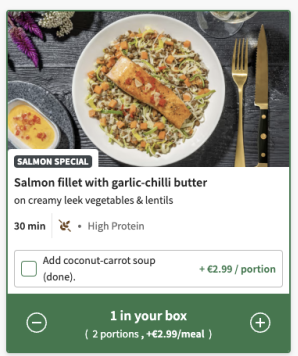 SALMON SPECIAL
Salmon fillet with garlic-chilli butter
on creamy leek vegetables & lentils
30 min • High Protein
Add coconut-carrot soup + €2.99 / portion
(done).
1 in your box
( 2 portions , +€2.99/meal )